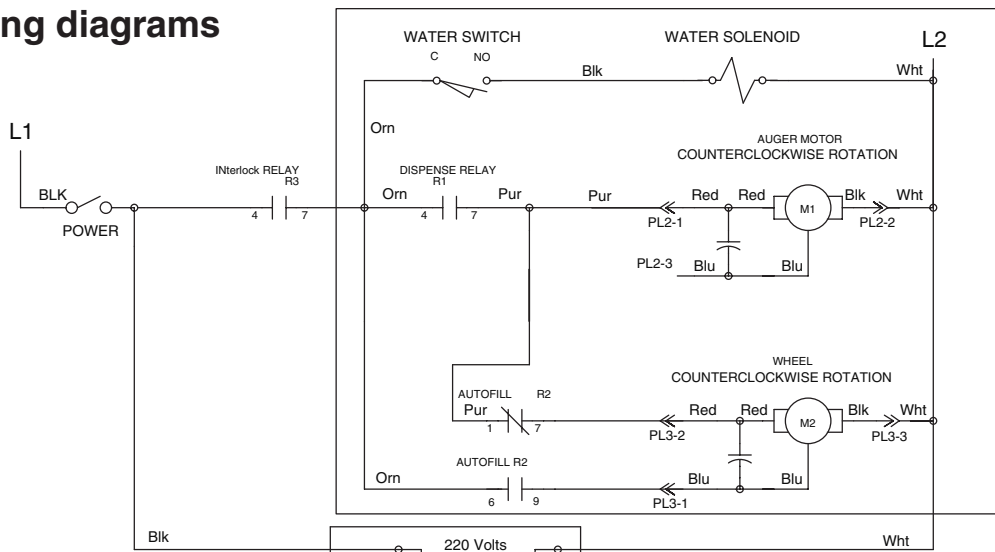 ng diagrams
WATER SWITCH
WATER SOLENOID
L2
C
NO
Blk
Wht
Orn
L1
AUGER MOTOR
COUNTERCLOCKWISE ROTATION
INterlock RELAY
R3
DISPENSE RELAY
R1
BLK
Orn
Pur
Pur
Red
Red
M1
Blk
Wht
4
7
4
7
POWER
PL2-1
PL2-2
PL2-3
Blu
Blu
WHEEL
COUNTERCLOCKWISE ROTATION
AUTOFILL
R2
Pur
1
7
Red
Red
M2
Blk
Wht
PL3-2
PL3-3
AUTOFILL R2
Orn
6
9
Blu
Blu
PL3-1
Blk
220 Volts
Wht